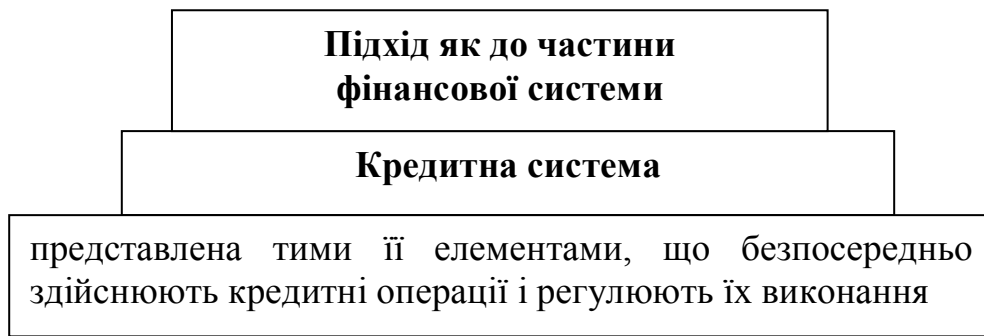 Підхід як до частини
фінансової системи
Кредитна система
представлена тими її елементами, що безпосередньо
здійснюють кредитні операції і регулюють їх виконання